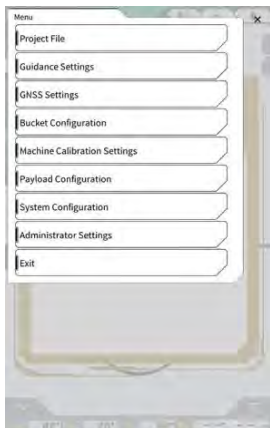 Menu
Project File
Guidance Settings
GNSS Settings
Bucket Configuration
Machine Calibration Settings
Payload Configuration
System Configuration
Administrator Settings
Exit